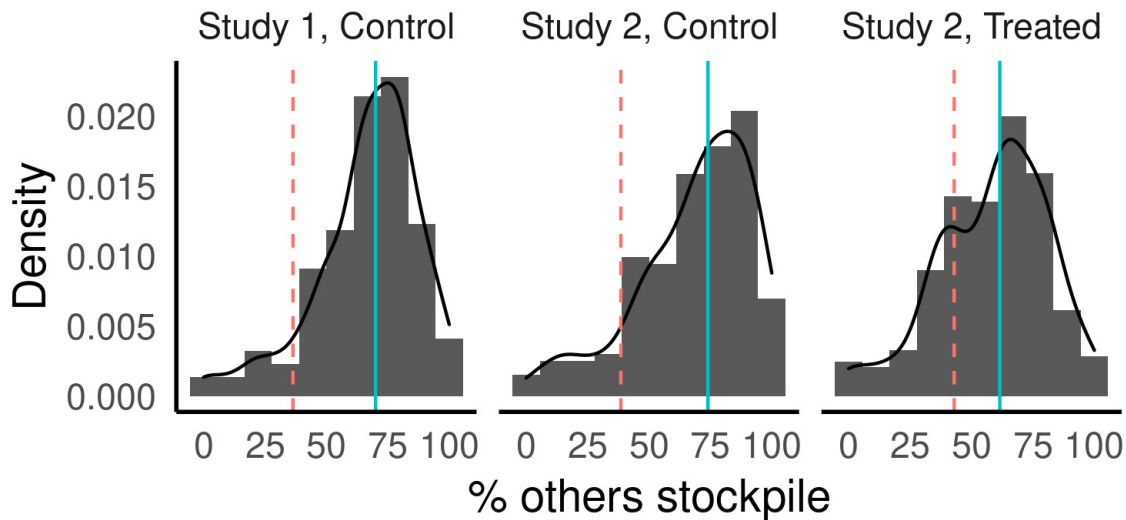 Study 1, Control
Study 2, Control
Study 2, Treated
Density
0.020
0.015
0.010
0.005
0.000
0 25 50 75 100
0 25 50 75 100
0 25 50 75 100
% others stockpile